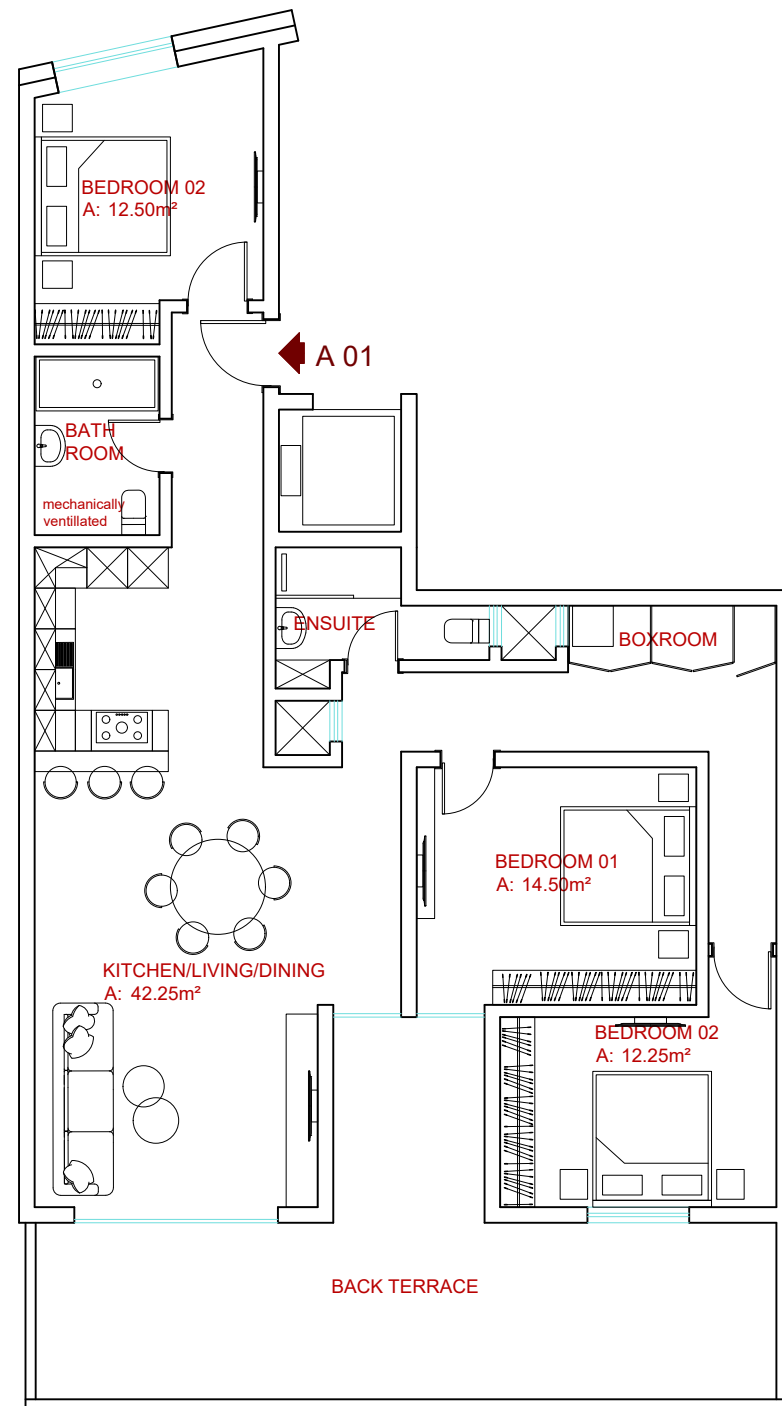 BEDROOM 02
A: 12.50m²
A 01
BATH
ROOM
mechanically
ventillated
ENSUITE
BOXROOM
BEDROOM 01
A: 14.50m²
KITCHEN/LIVING/DINING
A: 42.25m²
BEDROOM 02
A: 12.25m²
BACK TERRACE